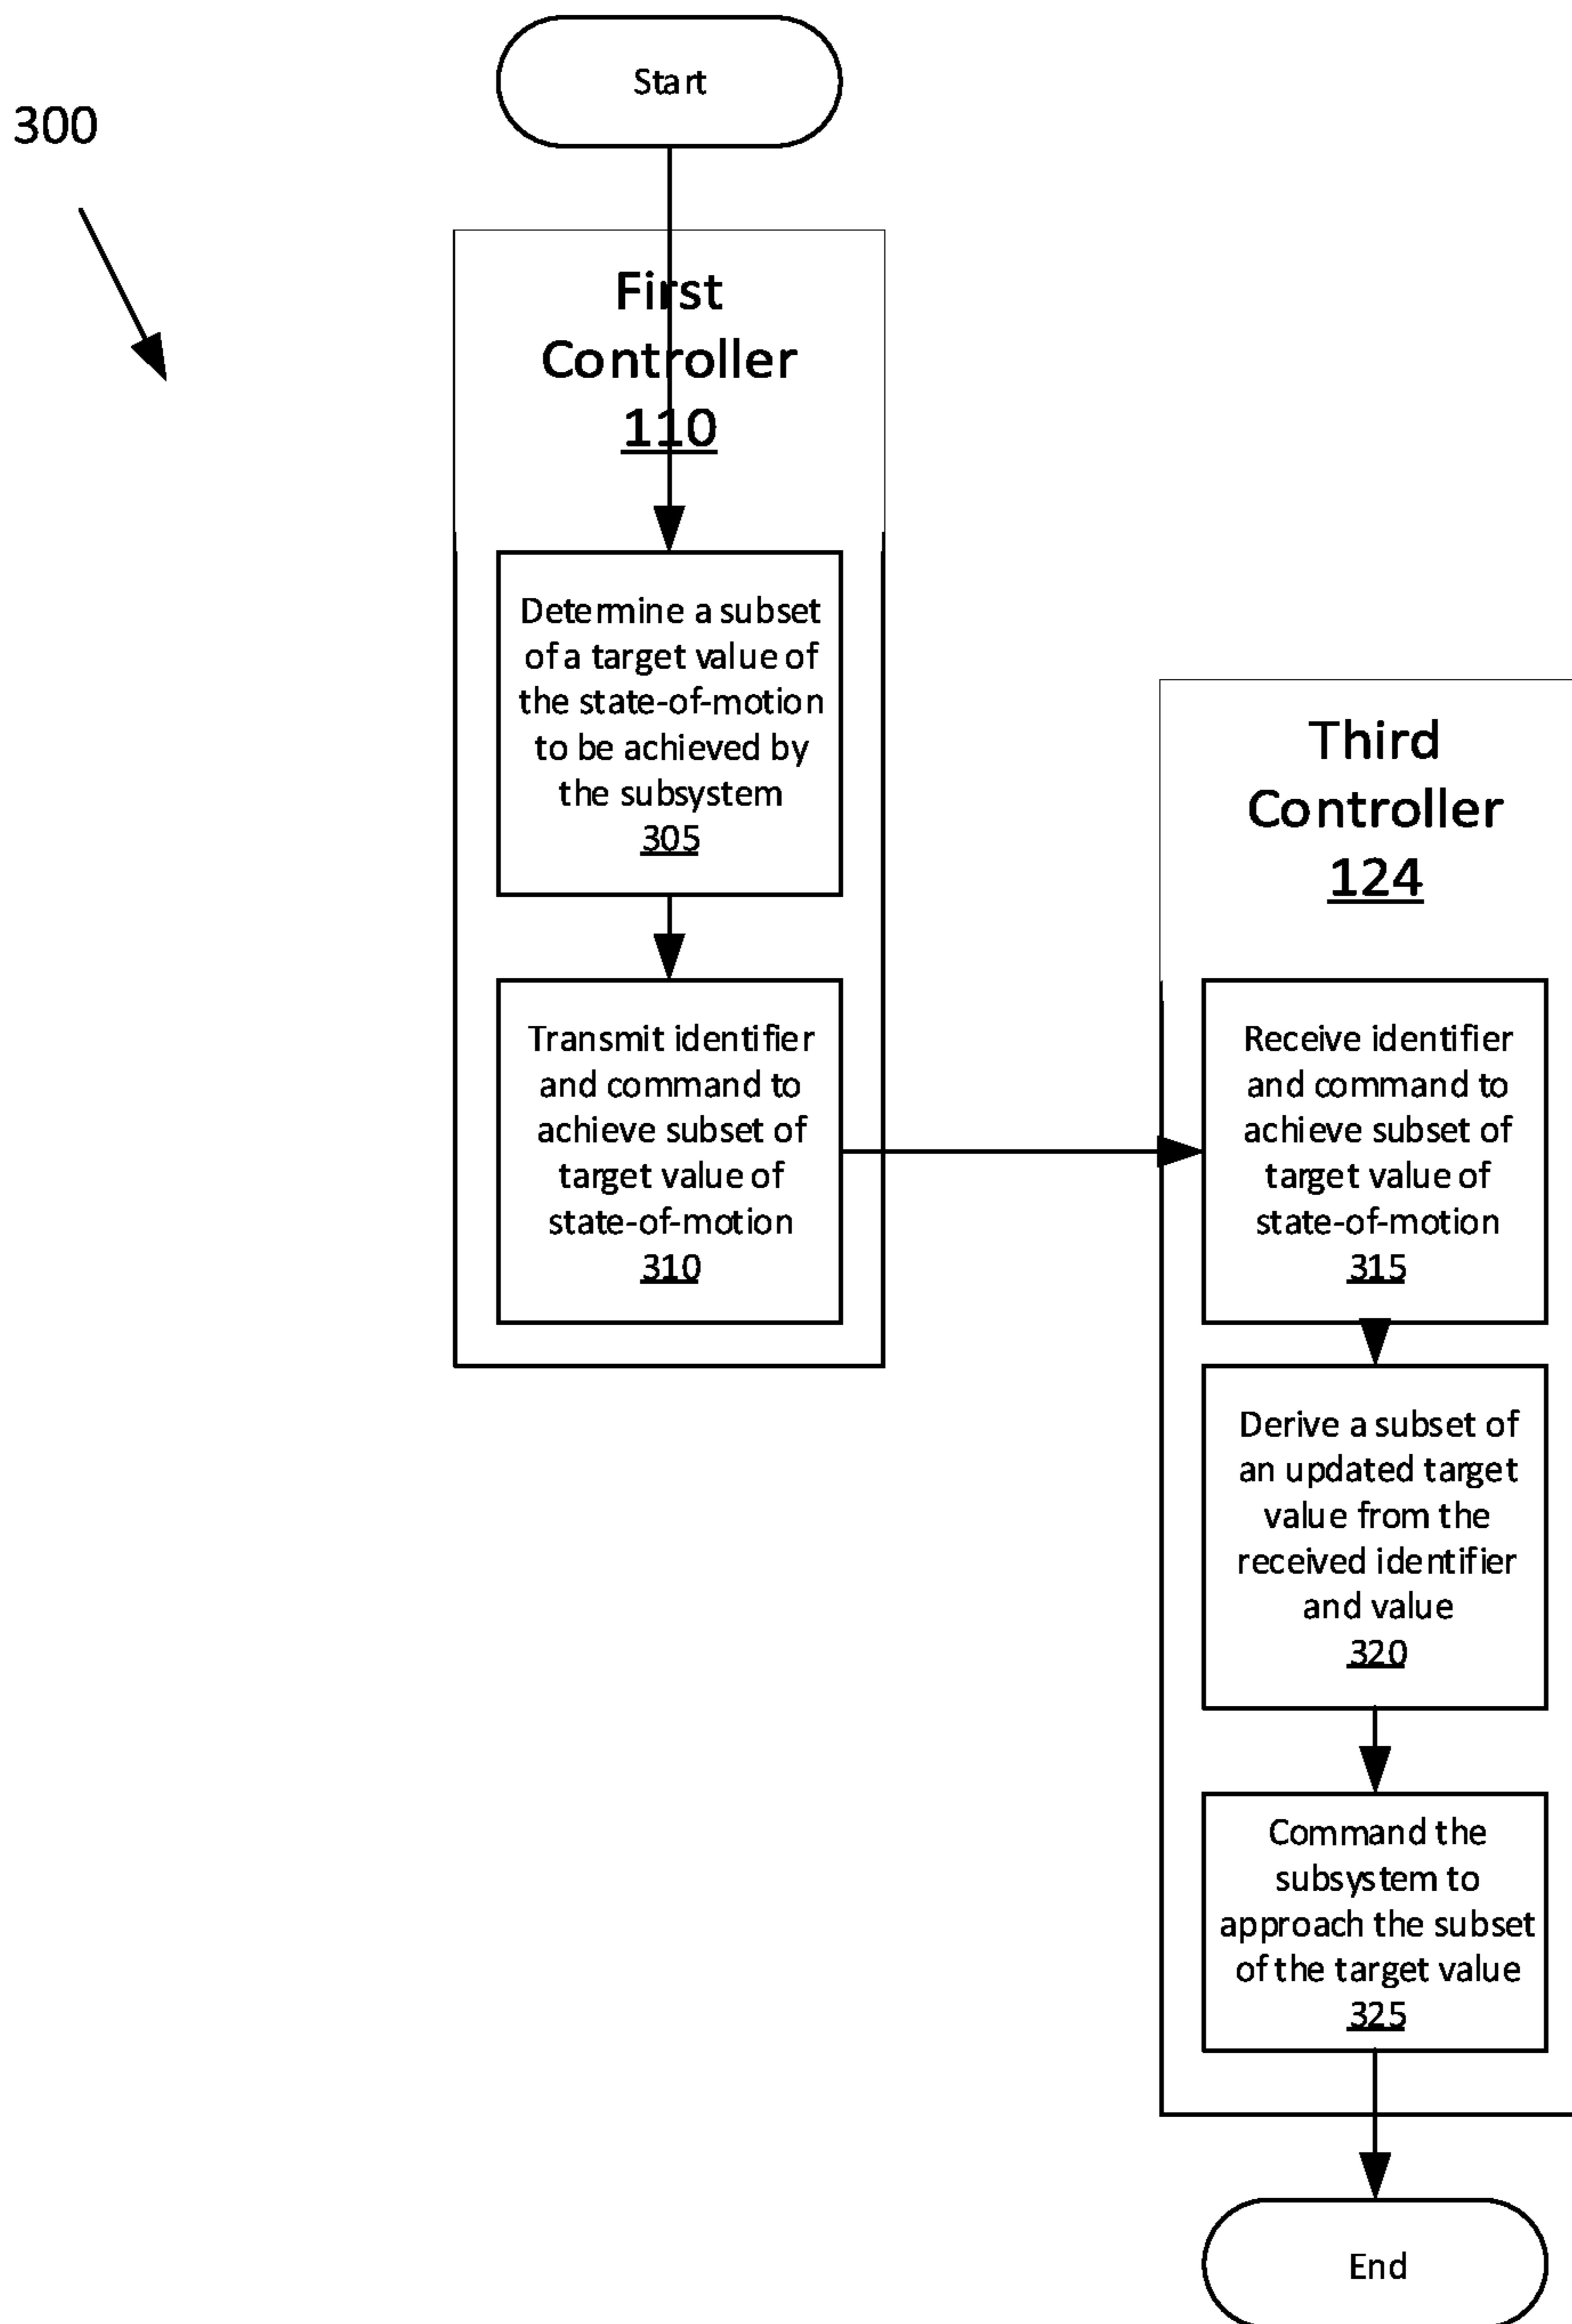 Start
300
First
Controller
110
Determine a subset
of a target value of
the state-of-motion
to be achieved by
the subsystem
305
Transmit identifier
and command to
achieve subset of
target value of
state-of-motion
310
Third
Controller
124
Receive identifier
and command to
achieve subset of
target value of
state-of-motion
315
Derive a subset of
an updated target
value from the
received identifier
and value
320
Command the
subsystem to
approach the subset
of the target value
325
End